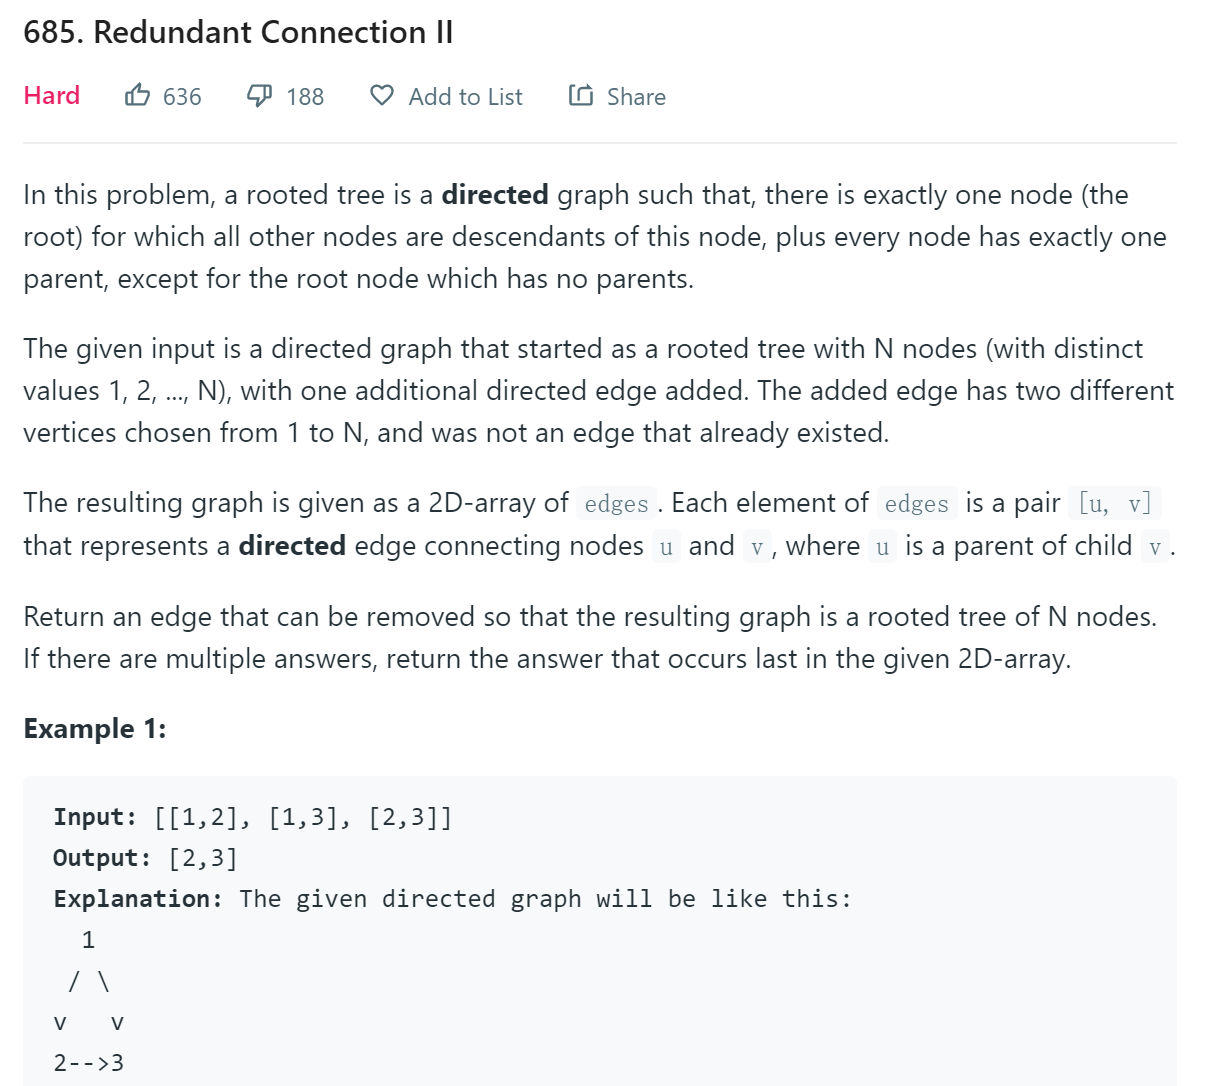 685. Redundant Connection II
Hard 636 188 Add to List Share
In this problem, a rooted tree is a directed graph such that, there is exactly one node (the
root) for which all other nodes are descendants of this node, plus every node has exactly one
parent, except for the root node which has no parents.
The given input is a directed graph that started as a rooted tree with N nodes (with distinct
values 1, 2, ..., N), with one additional directed edge added. The added edge has two different
vertices chosen from 1 to N, and was not an edge that already existed.
The resulting graph is given as a 2D-array of edges. Each element of edges is a pair [u, v]
that represents a directed edge connecting nodes u and v, where u is a parent of child v.
Return an edge that can be removed so that the resulting graph is a rooted tree of N nodes.
If there are multiple answers, return the answer that occurs last in the given 2D-array.
Example 1:
Input: [[1,2], [1,3], [2,3]]
Output: [2,3]
Explanation: The given directed graph will be like this:
  1
 / \
v   v
2-->3